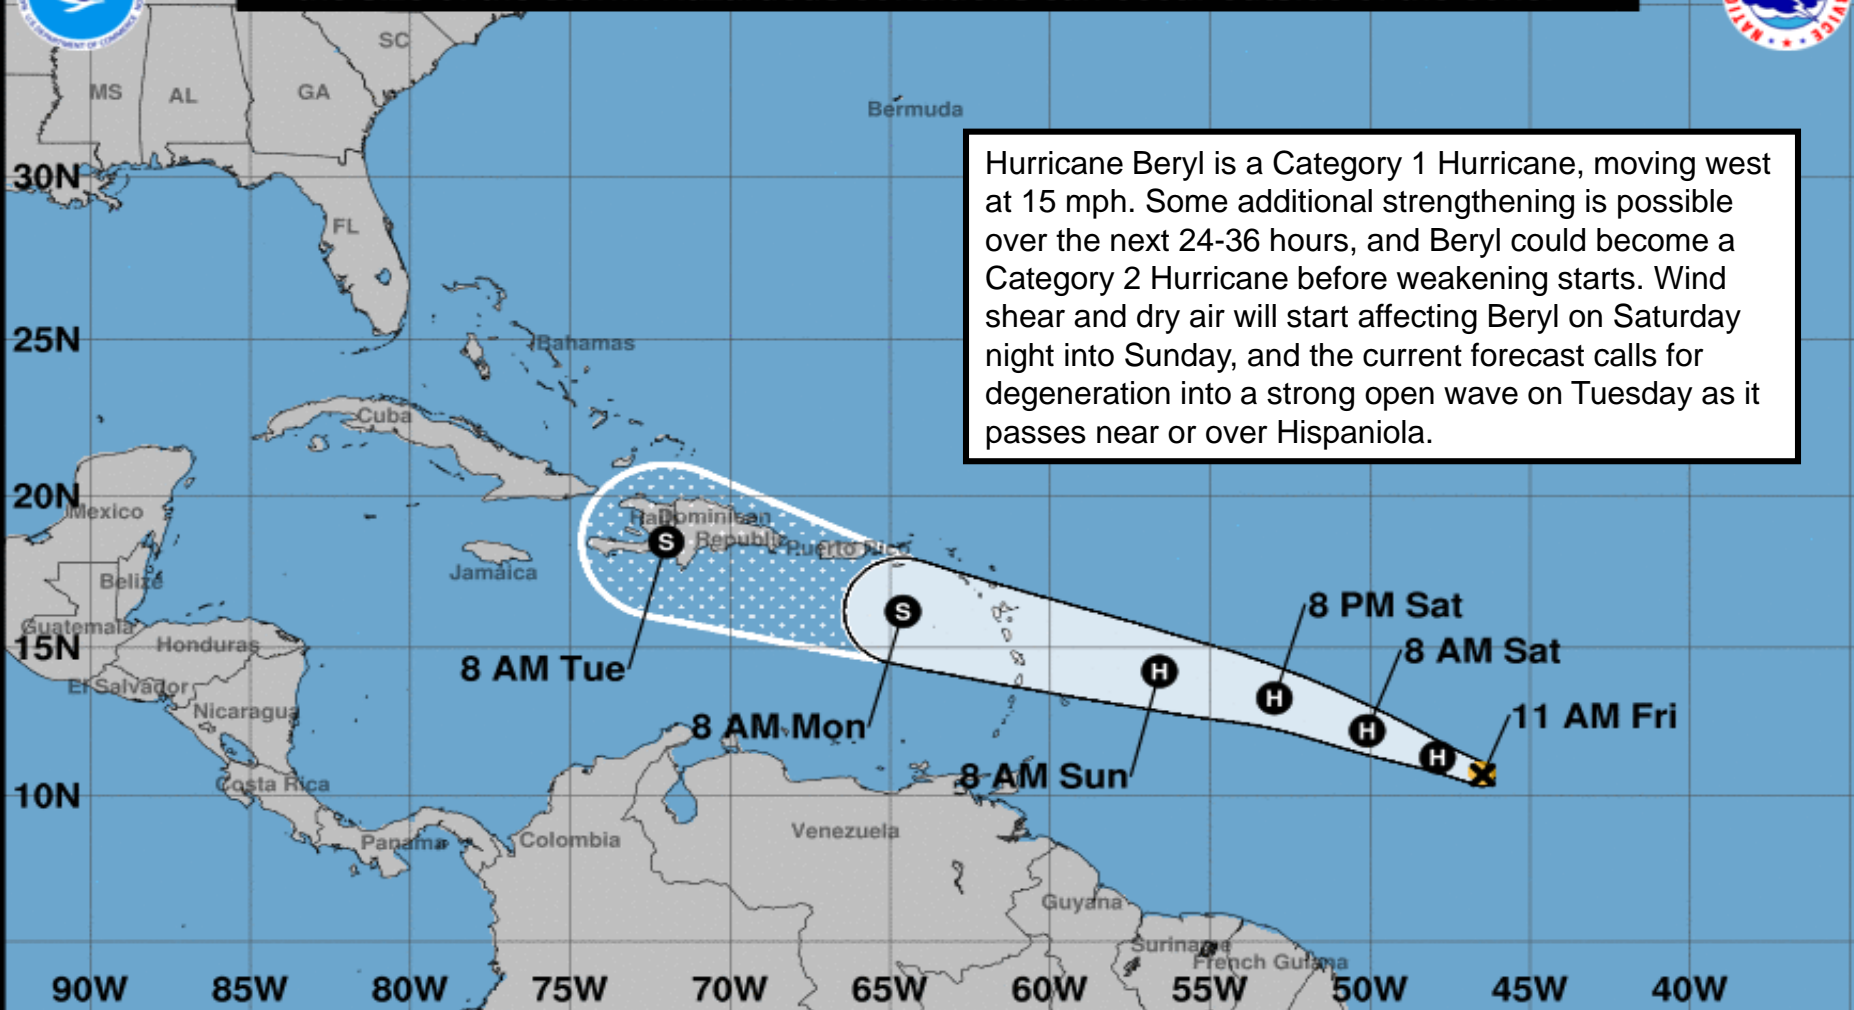 U.S. DEPARTMENT OF COMMERCE
SC
MS
AL
GA
Bermuda
Hurricane Beryl is a Category 1 Hurricane, moving west
at 15 mph. Some additional strengthening is possible
over the next 24-36 hours, and Beryl could become a
Category 2 Hurricane before weakening starts. Wind
shear and dry air will start affecting Beryl on Saturday
night into Sunday, and the current forecast calls for
degeneration into a strong open wave on Tuesday as it
passes near or over Hispaniola.
30N
FL
25N
Bahamas
Cuba
20N
Mexico
Haiti
Dominican
Republic
Puerto Rico
S
Jamaica
Belize
S
8 PM Sat
Guatemala
Honduras
15N
8 AM Sat
8 AM Tue
H
El Salvador
H
Nicaragua
11 AM Fri
8 AM Mon
H
H
8 AM Sun
Costa Rica
10N
Panama
Colombia
Venezuela
Guyana
Suriname
French Guiana
90W 85W 80W 75W 70W 65W 60W 55W 50W 45W 40W